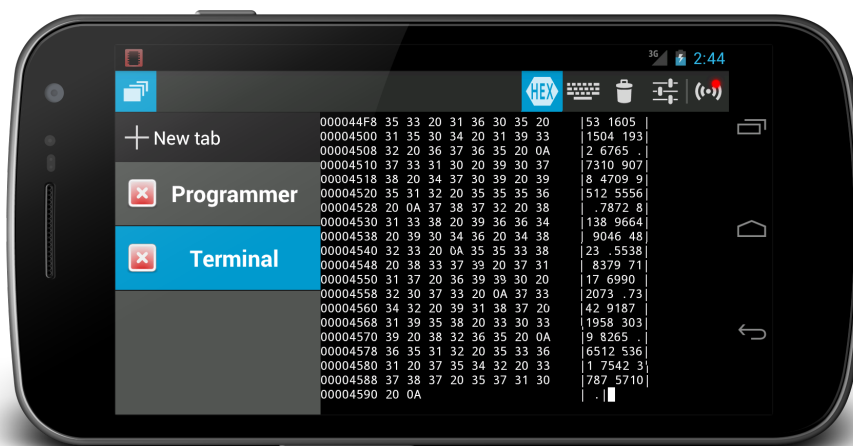 3G 2:44
HEX
New tab
Programmer
Terminal
000044F8 35 33 20 31 36 30 35 20 |53 1605 |
00004500 31 35 30 34 20 31 39 33 |1504 193|
00004508 32 20 36 37 36 35 20 0A |2 6765 .|
00004510 37 33 31 30 20 39 30 37 |7310 907|
00004518 38 20 34 37 30 39 20 39 |8 4709 9|
00004520 35 31 32 20 35 35 35 36 |512 5556|
00004528 20 0A 37 38 37 32 20 38 | .7872 8|
00004530 31 33 38 20 39 36 36 34 |138 9664|
00004538 20 39 30 34 36 20 34 38 | 9046 48|
00004540 32 33 20 0A 35 35 33 38 |23 .5538|
00004548 20 38 33 37 39 20 37 31 | 8379 71|
00004550 31 37 20 36 39 39 30 20 |17 6990 |
00004558 32 30 37 33 20 0A 37 33 |2073 .73|
00004560 34 32 20 39 31 38 37 20 |42 9187 |
00004568 31 39 35 38 20 33 30 33 |1958 303|
00004570 39 20 38 32 36 35 20 0A |9 8265 .|
00004578 36 35 31 32 20 35 33 36 |6512 536|
00004580 31 20 37 35 34 32 20 33 |1 7542 3|
00004588 37 38 37 20 35 37 31 30 |787 5710|
00004590 20 0A | .|